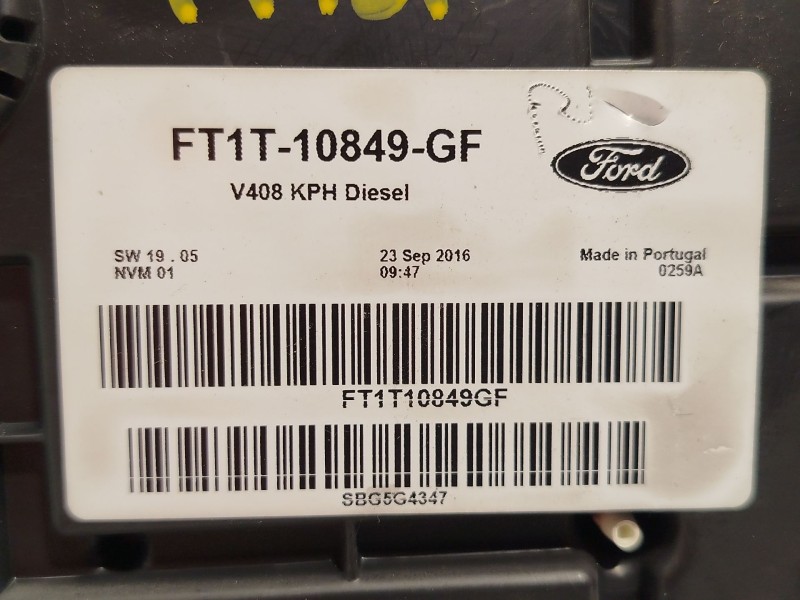 FT1T-10849-GF
Ford
V408 KPH Diesel
SW 19 . 05 23 Sep 2016 Made in Portugal
NVM 01 09:47 0259A
FT1T10849GF
SBG5G4347